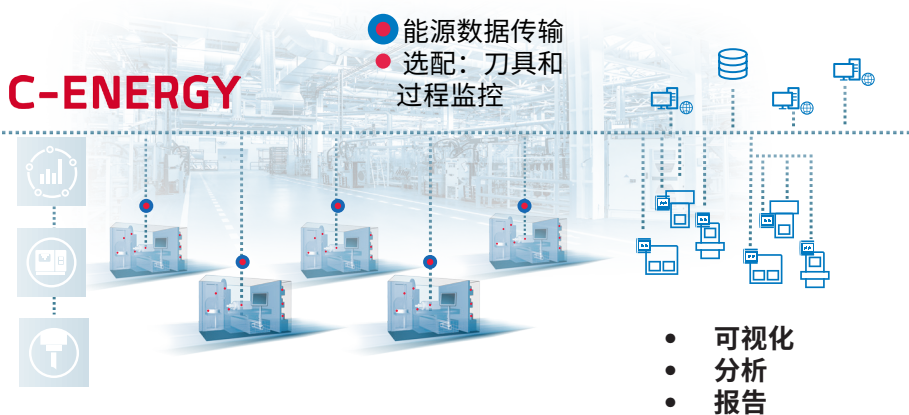 能源数据传输
选配：刀具和
过程监控
C-ENERGY
可视化
分析
报告